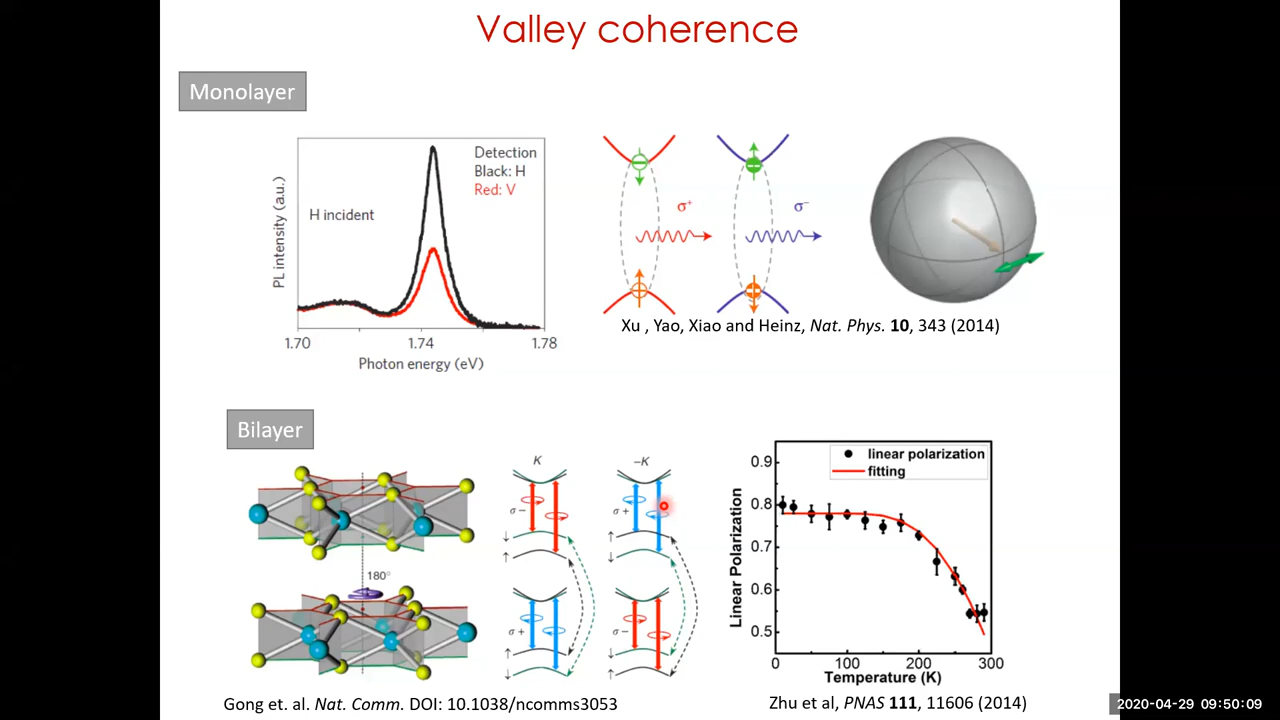 Valley coherence
Monolayer
PL intensity (a.u.)
H incident
Detection
Black: H
Red: V
1.70
1.74
1.78
Photon energy (eV)
σ+
σ−
Xu , Yao, Xiao and Heinz, Nat. Phys. 10, 343 (2014)
Bilayer
180°
K
−K
σ −
σ +
↓
↑
↑
↓
σ +
σ −
↑
↓
↓
↑
Gong et. al. Nat. Comm. DOI: 10.1038/ncomms3053
linear polarization
fitting
Linear Polarization
0.9
0.8
0.7
0.6
0.5
0
100
200
300
Temperature (K)
Zhu et al, PNAS 111, 11606 (2014)
2020-04-29 09:50:09